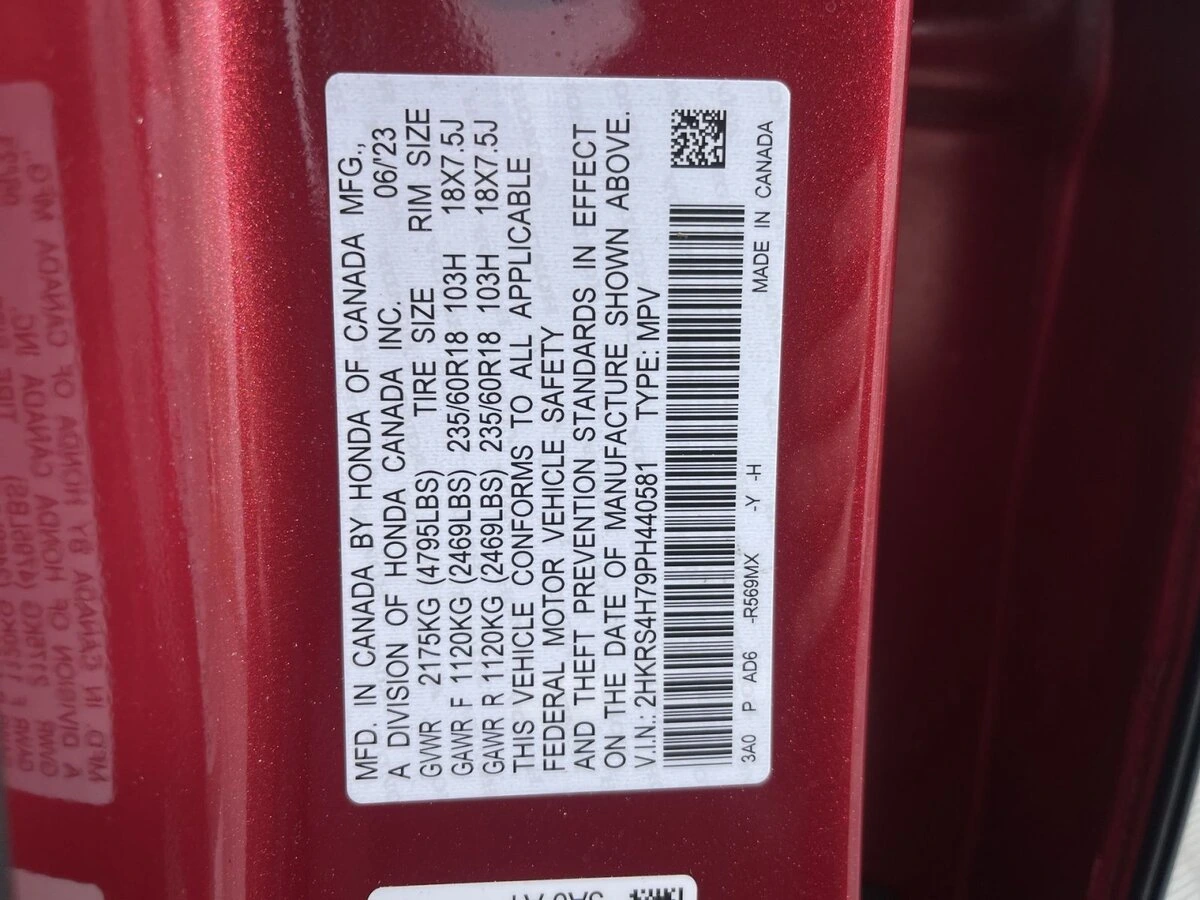 MFD. IN CANADA BY HONDA OF CANADA MFG.,
A DIVISION OF HONDA CANADA INC. 06/'23
GVWR 2175KG (4795LBS) TIRE SIZE RIM SIZE
GAWR F 1120KG (2469LBS) 235/60R18 103H 18X7.5J
GAWR R 1120KG (2469LBS) 235/60R18 103H 18X7.5J
THIS VEHICLE CONFORMS TO ALL APPLICABLE
FEDERAL MOTOR VEHICLE SAFETY
AND THEFT PREVENTION STANDARDS IN EFFECT
ON THE DATE OF MANUFACTURE SHOWN ABOVE.
V.I.N.: 2HKRS4H79PH440581 TYPE: MPV
3A0 P AD6 -R569MX -Y -H MADE IN CANADA